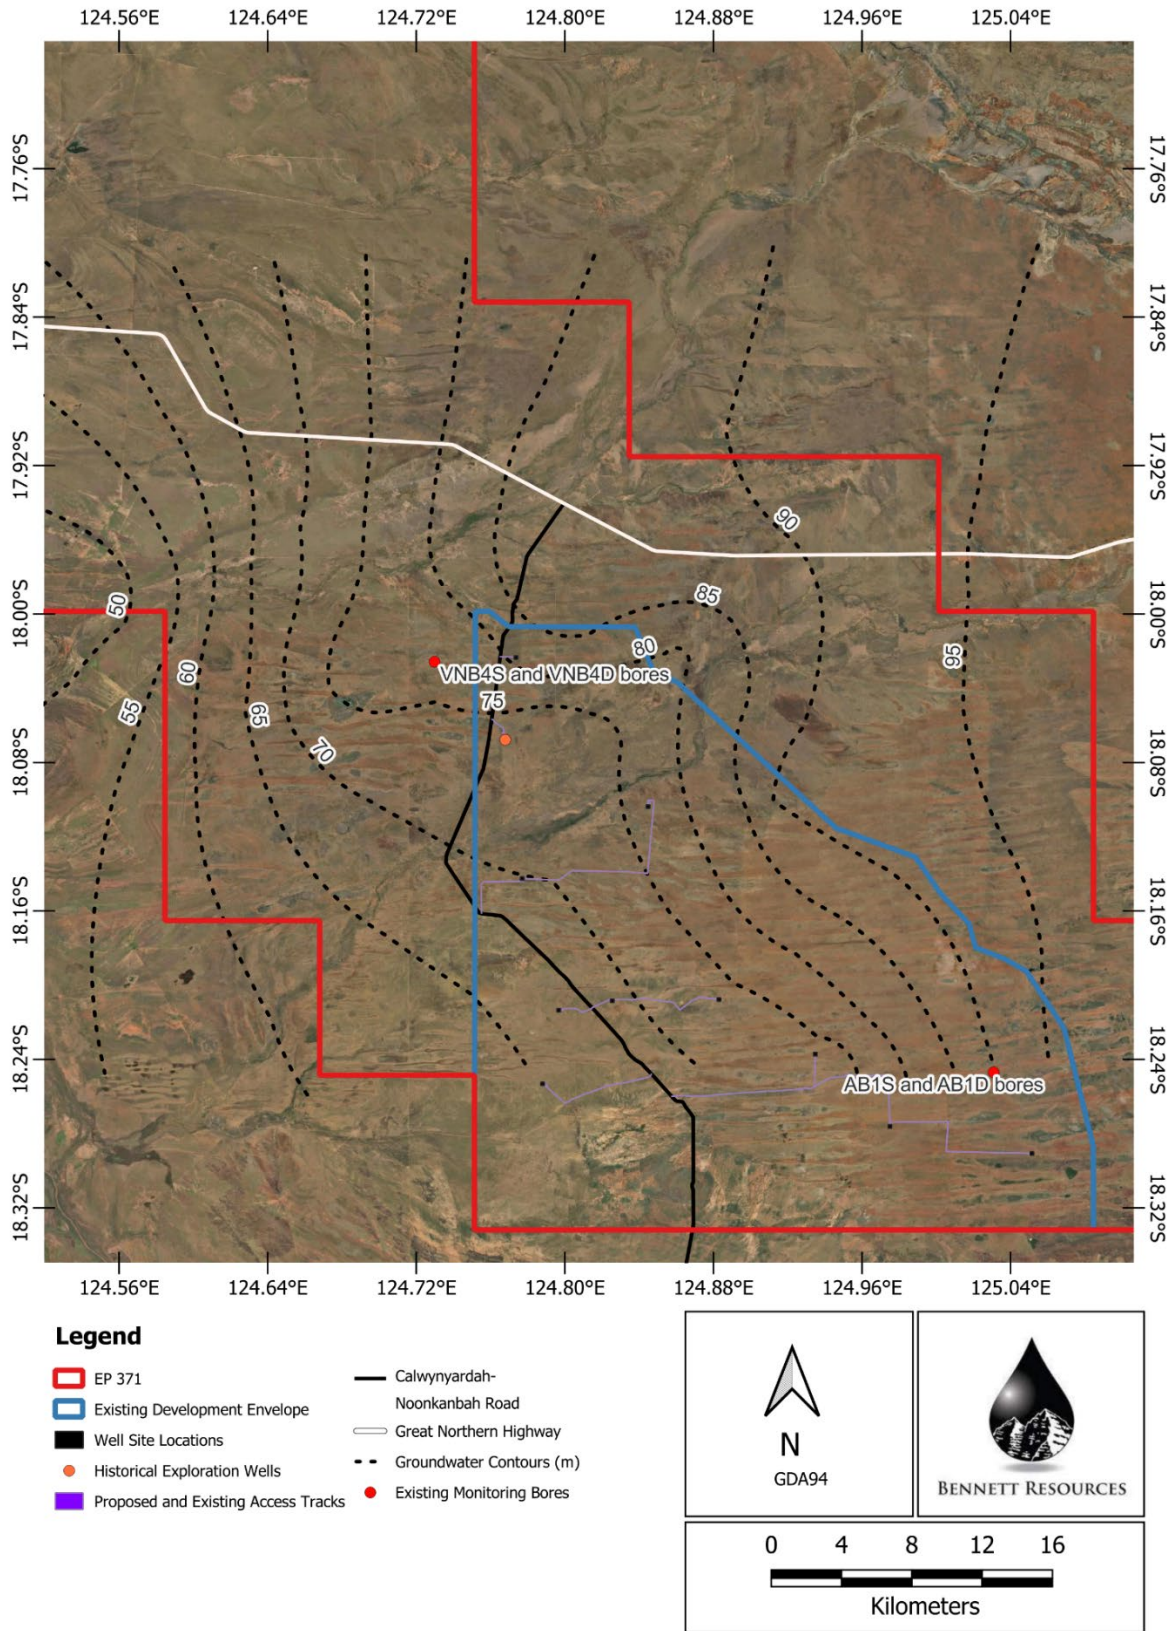 124.56°E 124.64°E 124.72°E 124.80°E 124.88°E 124.96°E 125.04°E
17.76°S 17.76°S
17.84°S 17.84°S
17.92°S 17.92°S
90
18.00°S 18.00°S
50
85
80
95
60
VNB4S and VNB4D bores
55
65
75
70
18.08°S 18.08°S
18.16°S 18.16°S
18.24°S 18.24°S
AB1S and AB1D bores
18.32°S 18.32°S
124.56°E 124.64°E 124.72°E 124.80°E 124.88°E 124.96°E 125.04°E
Legend
EP 371
Existing Development Envelope
Well Site Locations
Historical Exploration Wells
Proposed and Existing Access Tracks
Calwynyardah-
Noonkanbah Road
Great Northern Highway
Groundwater Contours (m)
Existing Monitoring Bores
N
GDA94
BENNETT RESOURCES
0 4 8 12 16
Kilometers